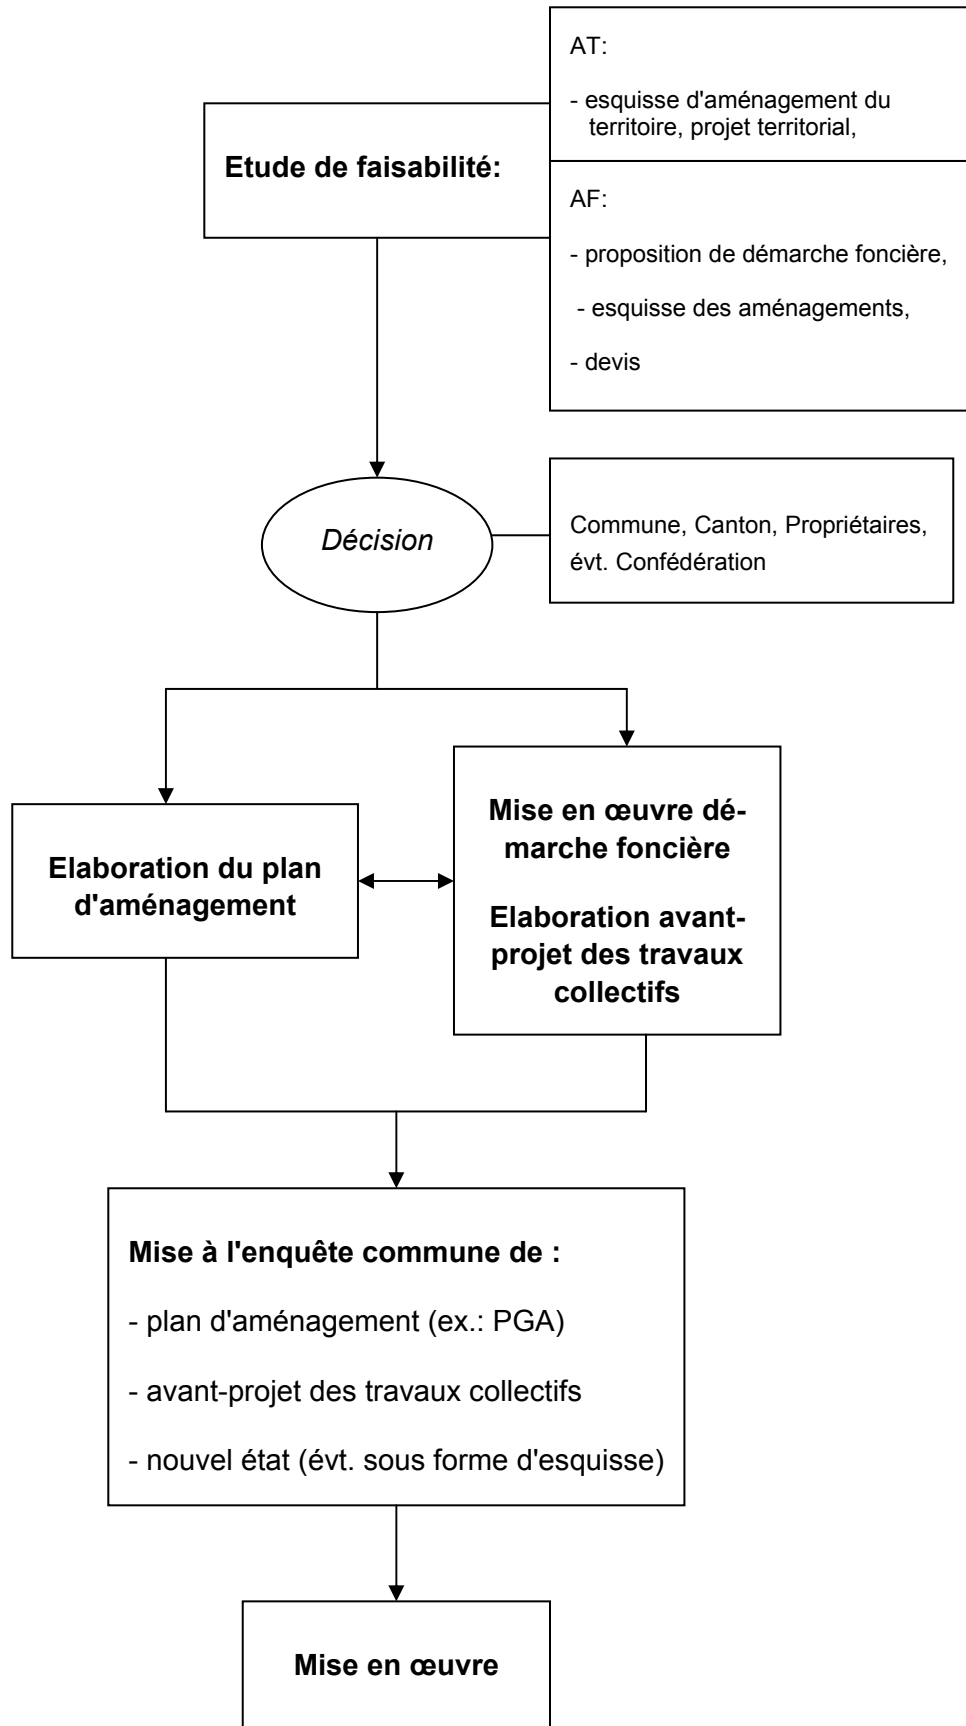 AT:
- esquisse d'aménagement du
territoire, projet territorial,
Etude de faisabilité:
AF:
- proposition de démarche foncière,
- esquisse des aménagements,
- devis
Décision
Commune, Canton, Propriétaires,
évt. Confédération
Elaboration du plan
d'aménagement
Mise en œuvre dé-
marche foncière
Elaboration avant-
projet des travaux
collectifs
Mise à l'enquête commune de :
- plan d'aménagement (ex.: PGA)
- avant-projet des travaux collectifs
- nouvel état (évt. sous forme d'esquisse)
Mise en œuvre